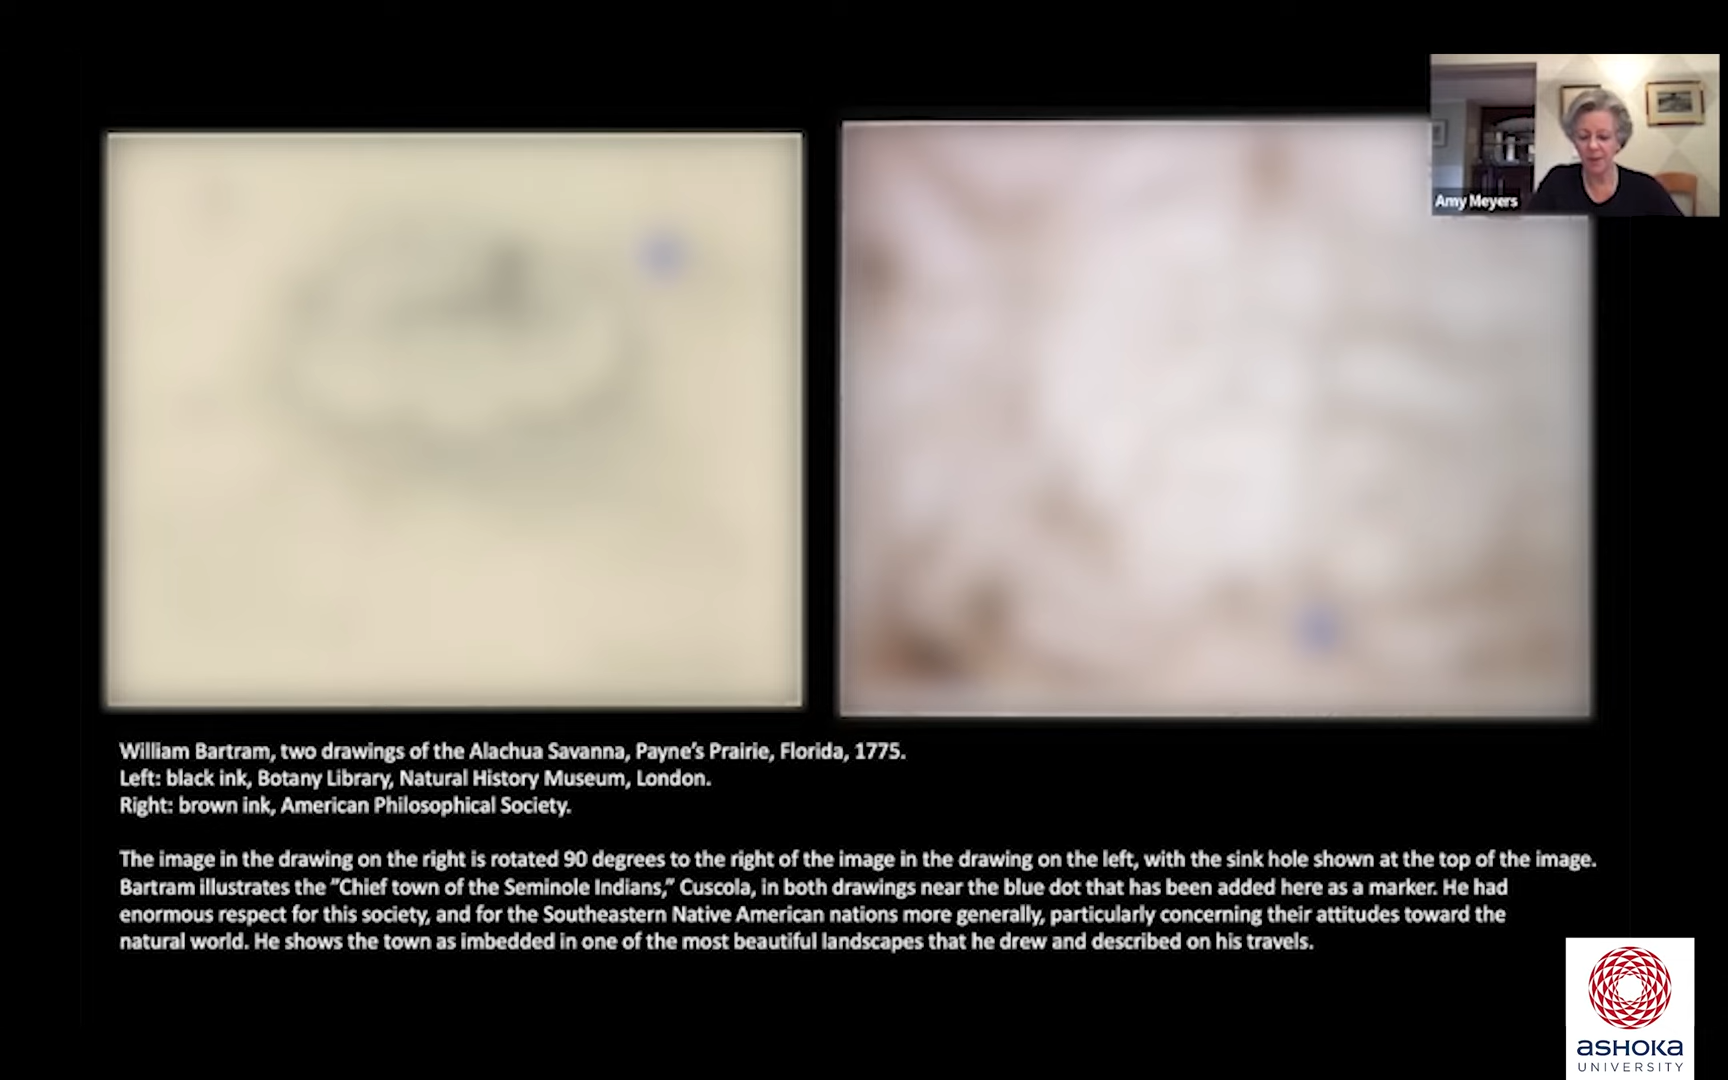 Amy Meyers
William Bartram, two drawings of the Alachua Savanna, Payne’s Prairie, Florida, 1775.
Left: black ink, Botany Library, Natural History Museum, London.
Right: brown ink, American Philosophical Society.
The image in the drawing on the right is rotated 90 degrees to the right of the image in the drawing on the left, with the sink hole shown at the top of the image.
Bartram illustrates the “Chief town of the Seminole Indians,” Cuscola, in both drawings near the blue dot that has been added here as a marker. He had
enormous respect for this society, and for the Southeastern Native American nations more generally, particularly concerning their attitudes toward the
natural world. He shows the town as imbedded in one of the most beautiful landscapes that he drew and described on his travels.
ASHOKA
UNIVERSITY